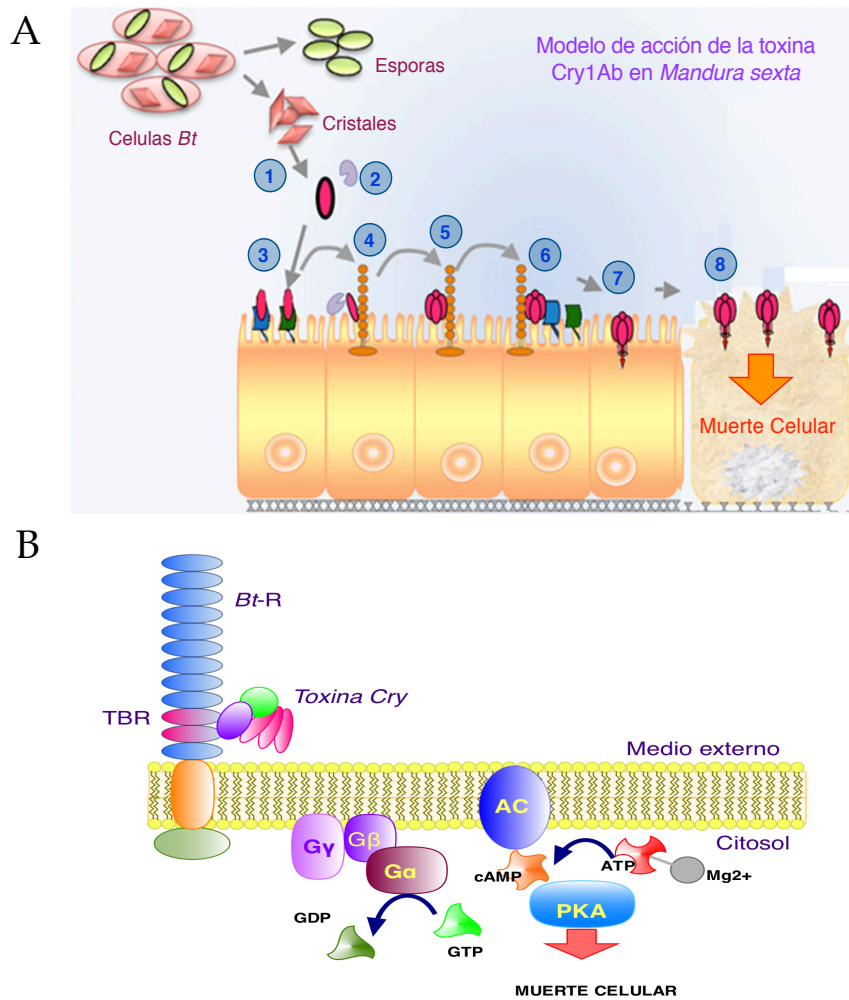 A
Modelo de acción de la toxina
Cry1Ab en Mandura sexta
Esporas
Cristales
Celulas Bt
1
2
3
4
5
6
7
8
Muerte Celular
B
Bt-R
Toxina Cry
TBR
Medio externo
AC
Citosol
Gγ
Gβ
Gα
cAMP
ATP
Mg2+
PKA
GDP
GTP
MUERTE CELULAR